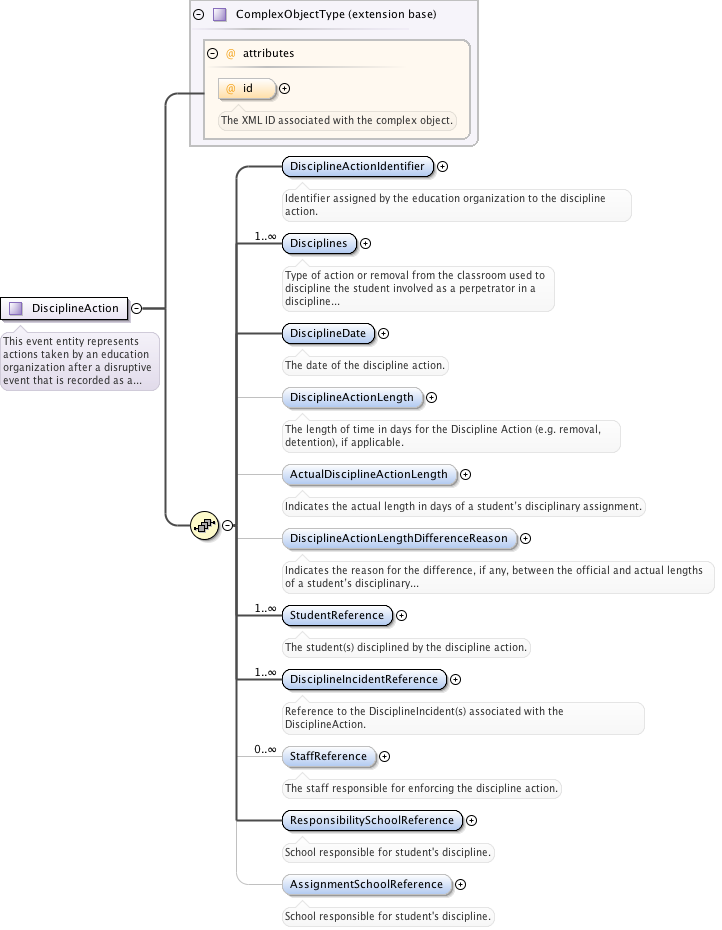 ComplexObjectType (extension base)
@ attributes
@ id
The XML ID associated with the complex object.
DisciplineActionIdentifier
Identifier assigned by the education organization to the discipline
action.
1..∞
Disciplines
Type of action or removal from the classroom used to
discipline the student involved as a perpetrator in a
discipline...
DisciplineAction
This event entity represents
actions taken by an education
organization after a disruptive
event that is recorded as a...
DisciplineDate
The date of the discipline action.
DisciplineActionLength
The length of time in days for the Discipline Action (e.g. removal,
detention), if applicable.
ActualDisciplineActionLength
Indicates the actual length in days of a student's disciplinary assignment.
DisciplineActionLengthDifferenceReason
Indicates the reason for the difference, if any, between the official and actual lengths
of a student's disciplinary...
1..∞
StudentReference
The student(s) disciplined by the discipline action.
1..∞
DisciplineIncidentReference
Reference to the DisciplineIncident(s) associated with the
DisciplineAction.
0..∞
StaffReference
The staff responsible for enforcing the discipline action.
ResponsibilitySchoolReference
School responsible for student's discipline.
AssignmentSchoolReference
School responsible for student's discipline.